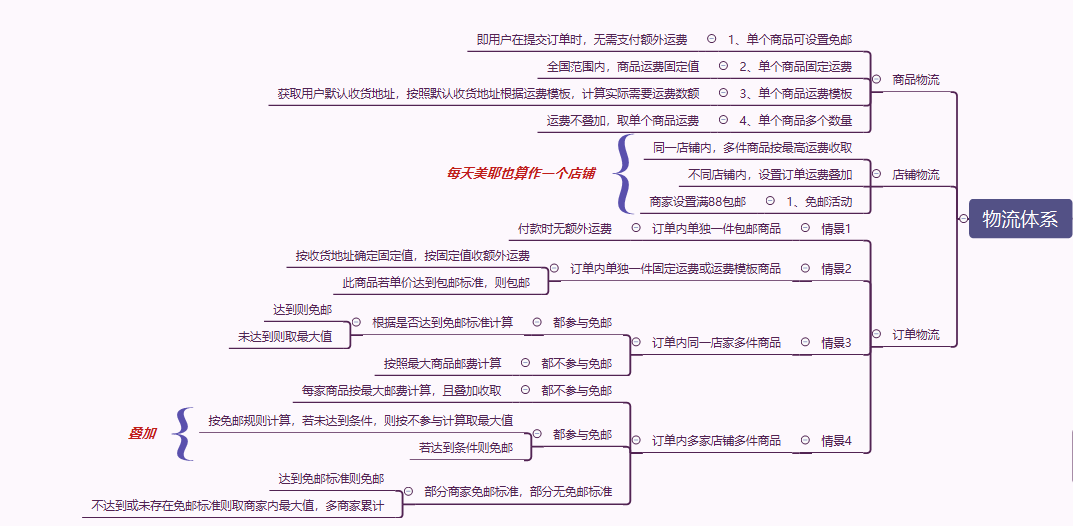 物流体系
商品物流
1、单个商品可设置免邮
即用户在提交订单时，无需支付额外运费
2、单个商品固定运费
全国范围内，商品运费固定值
3、单个商品运费模板
获取用户默认收货地址，按照默认收货地址根据运费模板，计算实际需要运费数额
4、单个商品多个数量
运费不叠加，取单个商品运费
店铺物流
同一店铺内，多件商品按最高运费收取
不同店铺内，设置订单运费叠加
1、免邮活动
商家设置满88包邮
每天美耶也算作一个店铺
订单物流
情景1
订单内单独一件包邮商品
付款时无额外运费
情景2
订单内单独一件固定运费或运费模板商品
按收货地址确定固定值，按固定值收额外运费
此商品若单价达到包邮标准，则包邮
情景3
订单内同一店家多件商品
都参与免邮
根据是否达到免邮标准计算
达到则免邮
未达到则取最大值
都不参与免邮
按照最大商品邮费计算
情景4
订单内多家店铺多件商品
都不参与免邮
每家商品按最大邮费计算，且叠加收取
都参与免邮
按免邮规则计算，若未达到条件，则按不参与计算取最大值
若达到条件则免邮
叠加
部分商家免邮标准，部分无免邮标准
达到免邮标准则免邮
不达到或未存在免邮标准则取商家内最大值，多商家累计